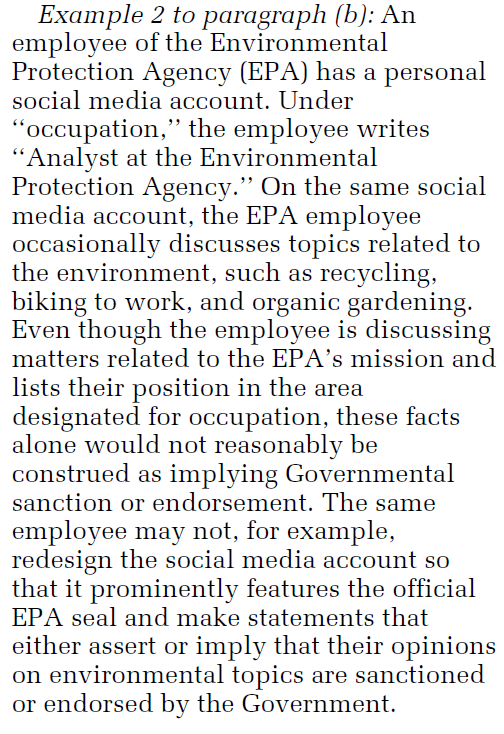 Example 2 to paragraph (b): An
employee of the Environmental
Protection Agency (EPA) has a personal
social media account. Under
‘‘occupation,’’ the employee writes
‘‘Analyst at the Environmental
Protection Agency.’’ On the same social
media account, the EPA employee
occasionally discusses topics related to
the environment, such as recycling,
biking to work, and organic gardening.
Even though the employee is discussing
matters related to the EPA’s mission and
lists their position in the area
designated for occupation, these facts
alone would not reasonably be
construed as implying Governmental
sanction or endorsement. The same
employee may not, for example,
redesign the social media account so
that it prominently features the official
EPA seal and make statements that
either assert or imply that their opinions
on environmental topics are sanctioned
or endorsed by the Government.